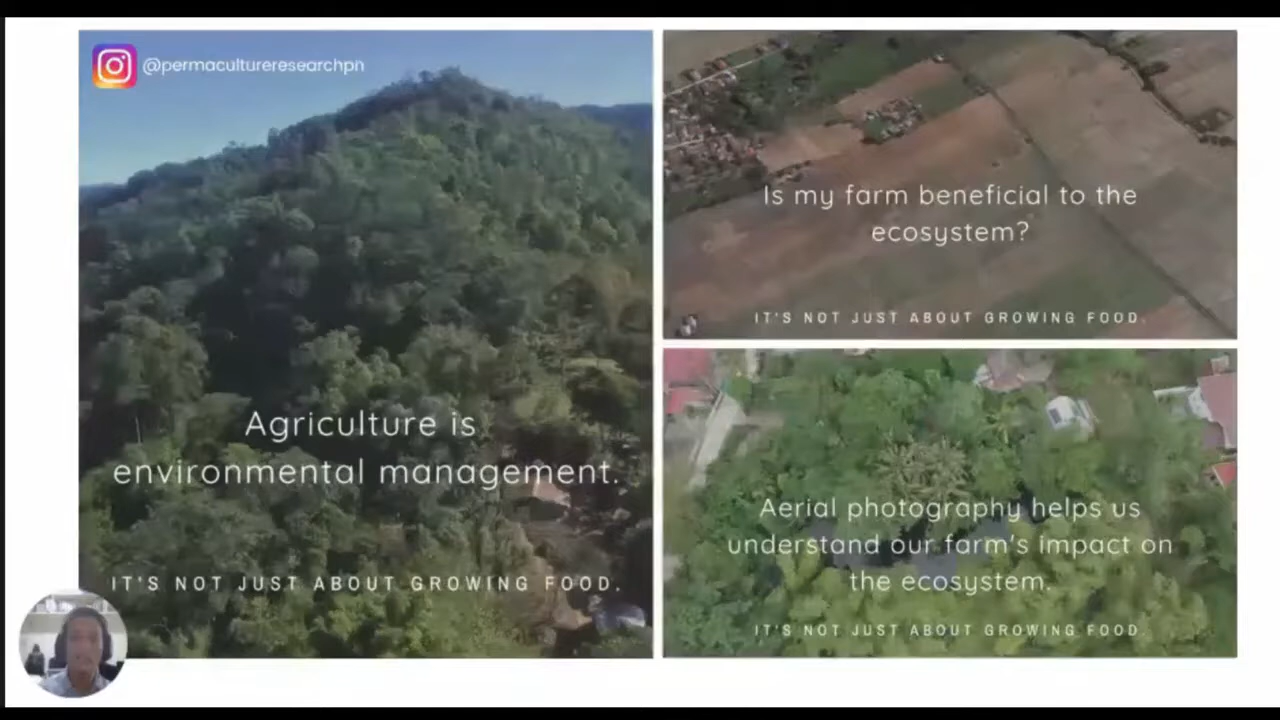 @permacultureresearchpn
Agriculture is
environmental management.
IT'S NOT JUST ABOUT GROWING FOOD.
Is my farm beneficial to the
ecosystem?
IT'S NOT JUST ABOUT GROWING FOOD.
Aerial photography helps us
understand our farm's impact on
the ecosystem.
IT'S NOT JUST ABOUT GROWING FOOD.